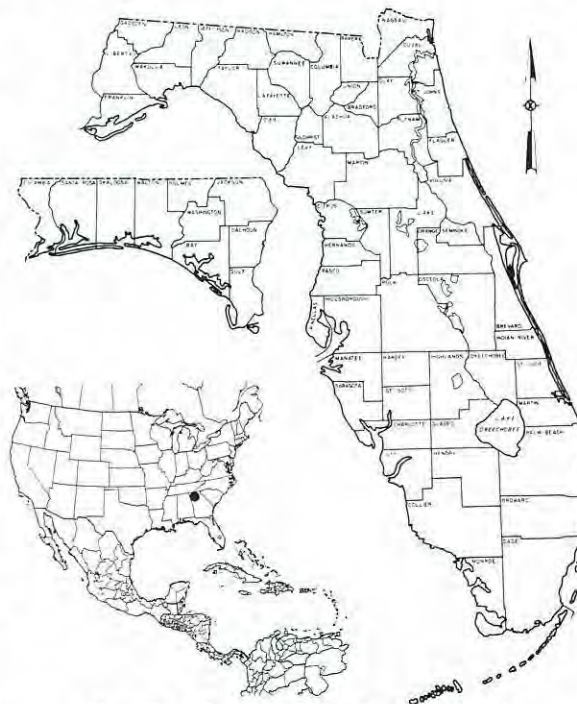 GADSDEN
LEON
JEFFERSON
MADISON
HAMILTON
NASSAU
BAKER
DUVAL
LIBERTY
WAKULLA
TAYLOR
SUWANNEE
COLUMBIA
UNION
CLAY
ST. JOHNS
FRANKLIN
LAFAYETTE
BRADFORD
PUTNAM
DIXIE
GILCHRIST
ALACHUA
FLAGLER
LEVY
MARION
VOLUSIA
SANTA ROSA
OKALOOSA
WALTON
HOLMES
JACKSON
WASHINGTON
BAY
CALHOUN
GULF
CITRUS
SUMTER
LAKE
ORANGE
SEMINOLE
HERNANDO
PASCO
POLK
OSCEOLA
HILLSBOROUGH
PINELLAS
BREVARD
INDIAN RIVER
MANATEE
HARDEE
HIGHLANDS
OKEECHOBEE
ST. LUCIE
SARASOTA
DE SOTO
MARTIN
CHARLOTTE
GLADES
LAKE
OKEECHOBEE
PALM BEACH
LEE
HENDRY
COLLIER
BROWARD
DADE
MONROE